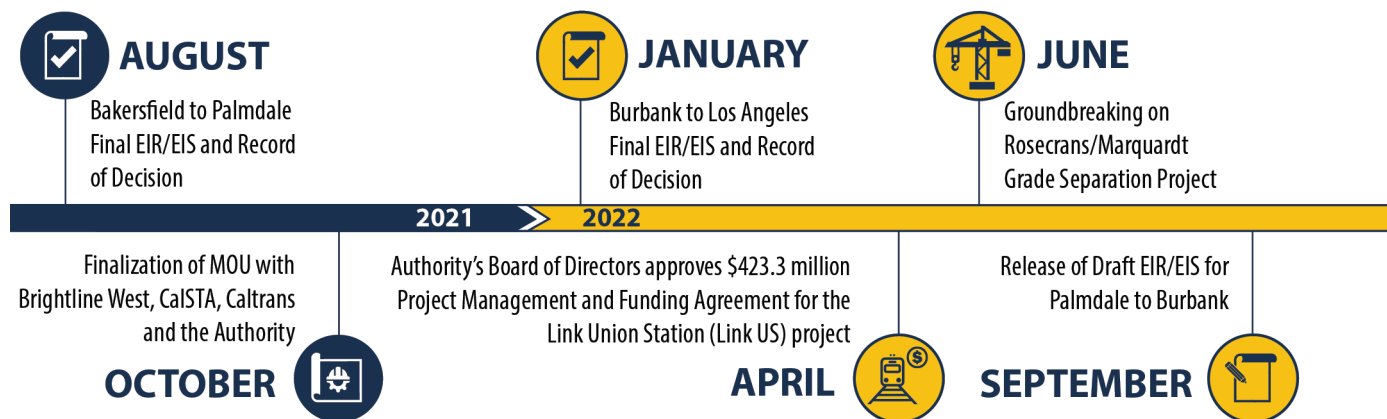 AUGUST
Bakersfield to Palmdale
Final EIR/EIS and Record
of Decision
JANUARY
Burbank to Los Angeles
Final EIR/EIS and Record
of Decision
JUNE
Groundbreaking on
Rosecrans/Marquardt
Grade Separation Project
2021
2022
Finalization of MOU with
Brightline West, CalSTA, Caltrans
and the Authority
OCTOBER
Authority's Board of Directors approves $423.3 million
Project Management and Funding Agreement for the
Link Union Station (Link US) project
APRIL
$
Release of Draft EIR/EIS for
Palmdale to Burbank
SEPTEMBER